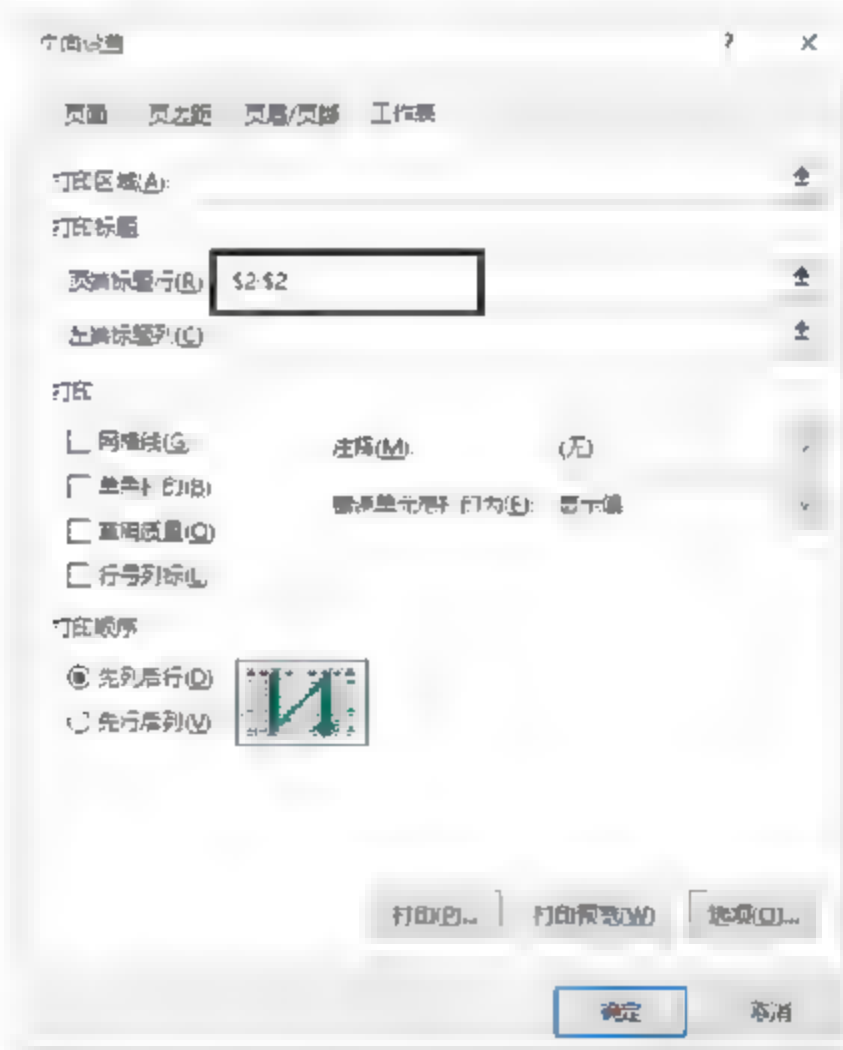 页面设置 ? ×
页面 页边距 页眉/页脚 工作表
打印区域(A):
打印标题
顶端标题行(R) $2:$2
左端标题列(C)
打印
网格线(G
注释(M): (无)
单色打印(B)
错误单元格打印为(E): 显示值
草稿质量(Q)
行号列标(L
打印顺序
先列后行(D)
先行后列(V)
打印(P)... 打印预览(W) 选项(O)...
确定 取消